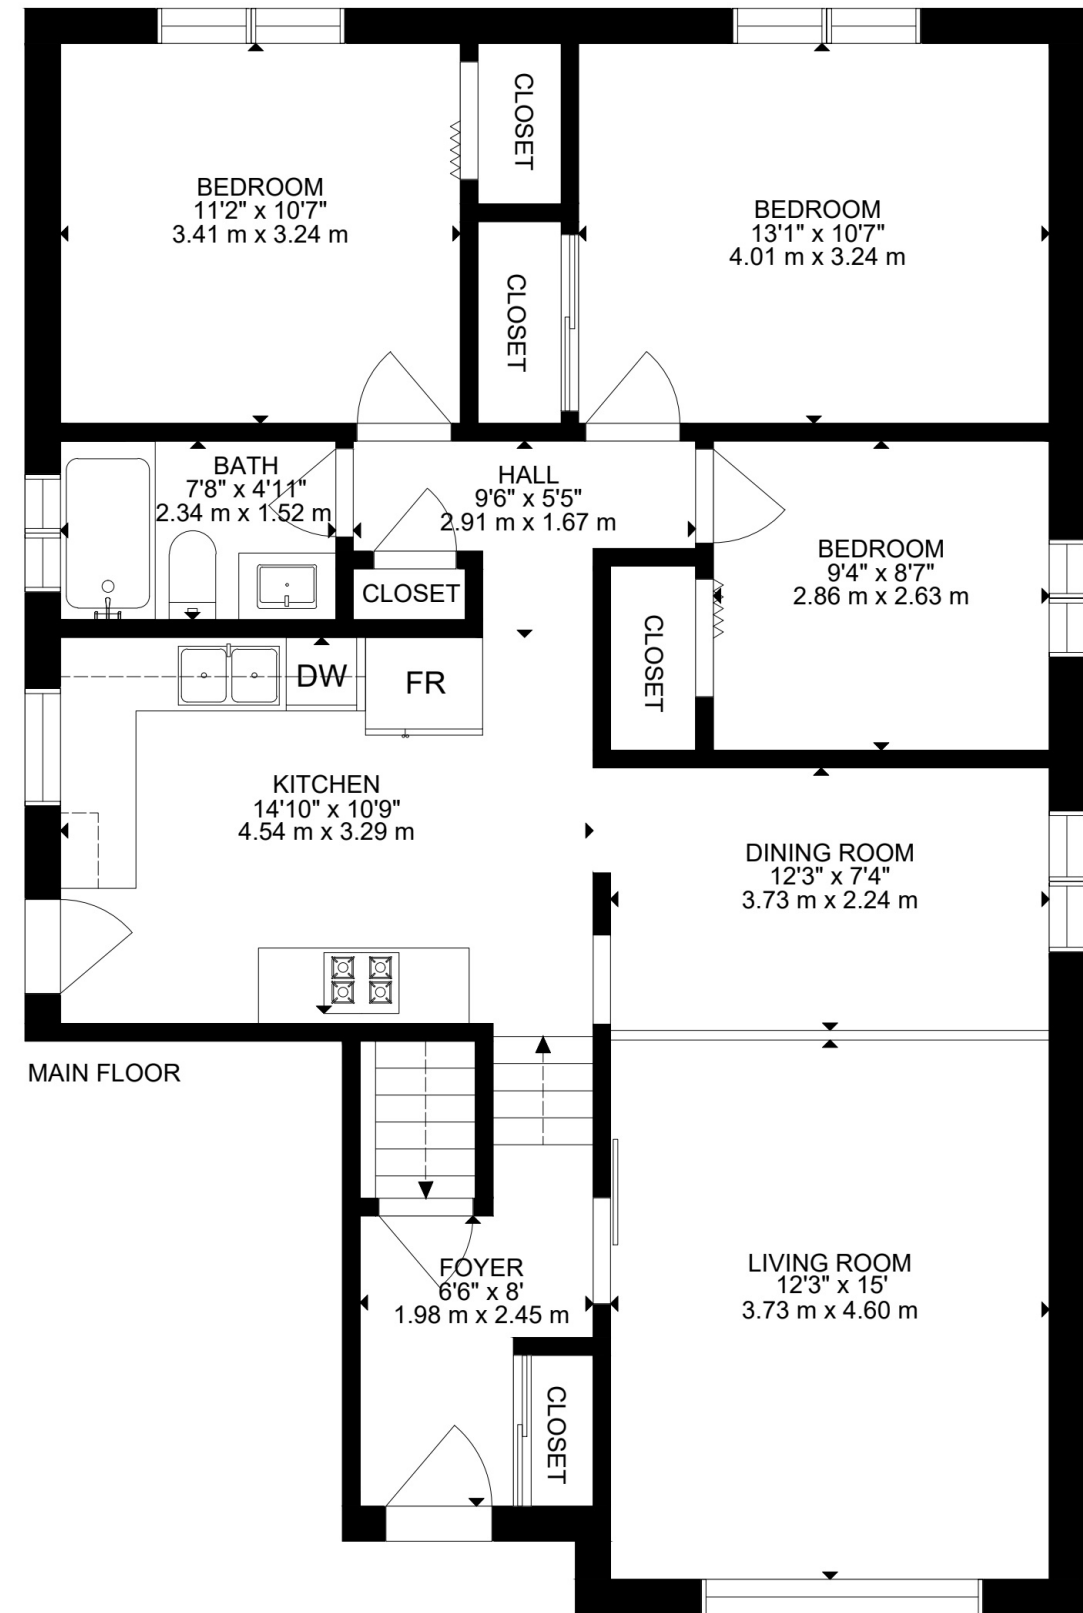 CLOSET
BEDROOM
11'2" x 10'7"
3.41 m x 3.24 m
BEDROOM
13'1" x 10'7"
4.01 m x 3.24 m
CLOSET
BATH
7'8" x 4'11"
2.34 m x 1.52 m
HALL
9'6" x 5'5"
2.91 m x 1.67 m
BEDROOM
9'4" x 8'7"
2.86 m x 2.63 m
CLOSET
CLOSET
DW
FR
KITCHEN
14'10" x 10'9"
4.54 m x 3.29 m
DINING ROOM
12'3" x 7'4"
3.73 m x 2.24 m
MAIN FLOOR
FOYER
6'6" x 8'
1.98 m x 2.45 m
LIVING ROOM
12'3" x 15'
3.73 m x 4.60 m
CLOSET